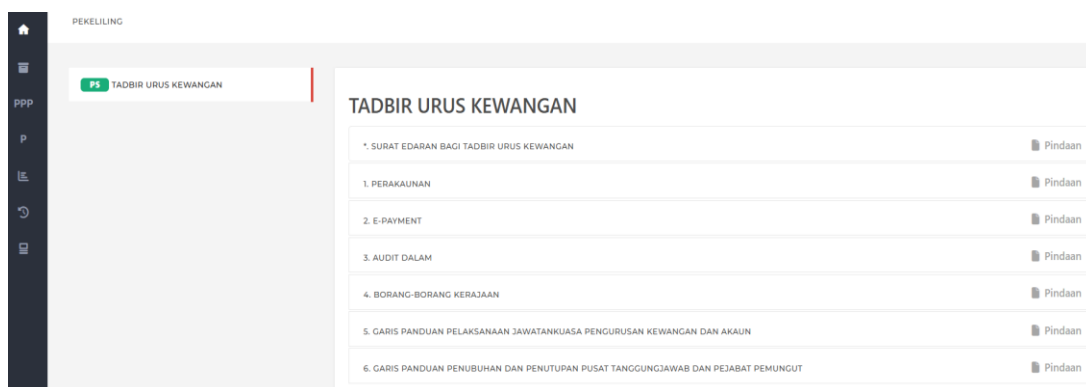 PEKELILING
PPP
P
PS TADBIR URUS KEWANGAN
TADBIR URUS KEWANGAN
*. SURAT EDARAN BAGI TADBIR URUS KEWANGAN Pindaan
1. PERAKAUNAN Pindaan
2. E-PAYMENT Pindaan
3. AUDIT DALAM Pindaan
4. BORANG-BORANG KERAJAAN Pindaan
5. GARIS PANDUAN PELAKSANAAN JAWATANKUASA PENGURUSAN KEWANGAN DAN AKAUN Pindaan
6. GARIS PANDUAN PENUBUHAN DAN PENUTUPAN PUSAT TANGGUNGJAWAB DAN PEJABAT PEMUNGUT Pindaan